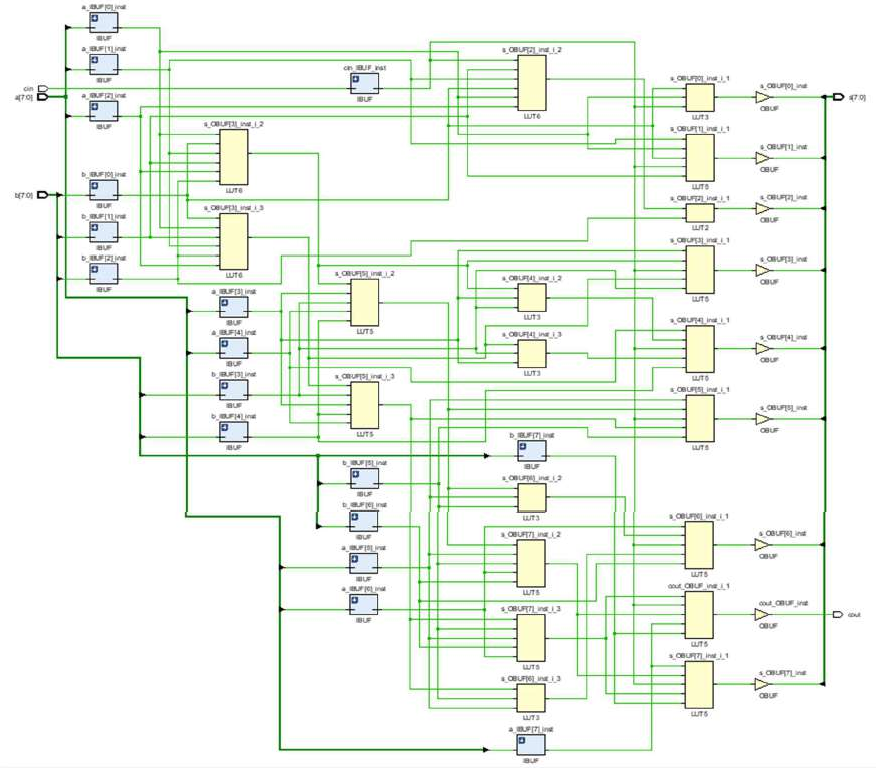 a_IBUF[0]_inst
IBUF
a_IBUF[1]_inst
IBUF
cin
a[7:0]
a_IBUF[2]_inst
IBUF
cin_IBUF_inst
IBUF
s_OBUF[2]_inst_i_2
LUT6
s_OBUF[0]_inst_i_1
LUT3
s_OBUF[0]_inst
OBUF
s[7:0]
s_OBUF[3]_inst_i_2
LUT6
s_OBUF[1]_inst_i_1
LUT5
s_OBUF[1]_inst
OBUF
b[7:0]
b_IBUF[0]_inst
IBUF
s_OBUF[2]_inst_i_1
LUT2
s_OBUF[2]_inst
OBUF
b_IBUF[1]_inst
IBUF
s_OBUF[3]_inst_i_3
LUT6
b_IBUF[2]_inst
IBUF
s_OBUF[3]_inst_i_1
LUT5
s_OBUF[3]_inst
OBUF
a_IBUF[3]_inst
IBUF
s_OBUF[5]_inst_i_2
LUT5
s_OBUF[4]_inst_i_2
LUT3
a_IBUF[4]_inst
IBUF
s_OBUF[4]_inst_i_3
LUT3
s_OBUF[4]_inst_i_1
LUT5
s_OBUF[4]_inst
OBUF
b_IBUF[3]_inst
IBUF
s_OBUF[5]_inst_i_3
LUT5
s_OBUF[5]_inst_i_1
LUT5
s_OBUF[5]_inst
OBUF
b_IBUF[4]_inst
IBUF
b_IBUF[7]_inst
IBUF
b_IBUF[5]_inst
IBUF
s_OBUF[6]_inst_i_2
LUT3
b_IBUF[6]_inst
IBUF
s_OBUF[7]_inst_i_2
LUT5
s_OBUF[6]_inst_i_1
LUT5
s_OBUF[6]_inst
OBUF
a_IBUF[5]_inst
IBUF
a_IBUF[6]_inst
IBUF
s_OBUF[7]_inst_i_3
LUT5
cout_OBUF_inst_i_1
LUT5
cout_OBUF_inst
OBUF
cout
s_OBUF[6]_inst_i_3
LUT3
s_OBUF[7]_inst_i_1
LUT5
s_OBUF[7]_inst
OBUF
a_IBUF[7]_inst
IBUF